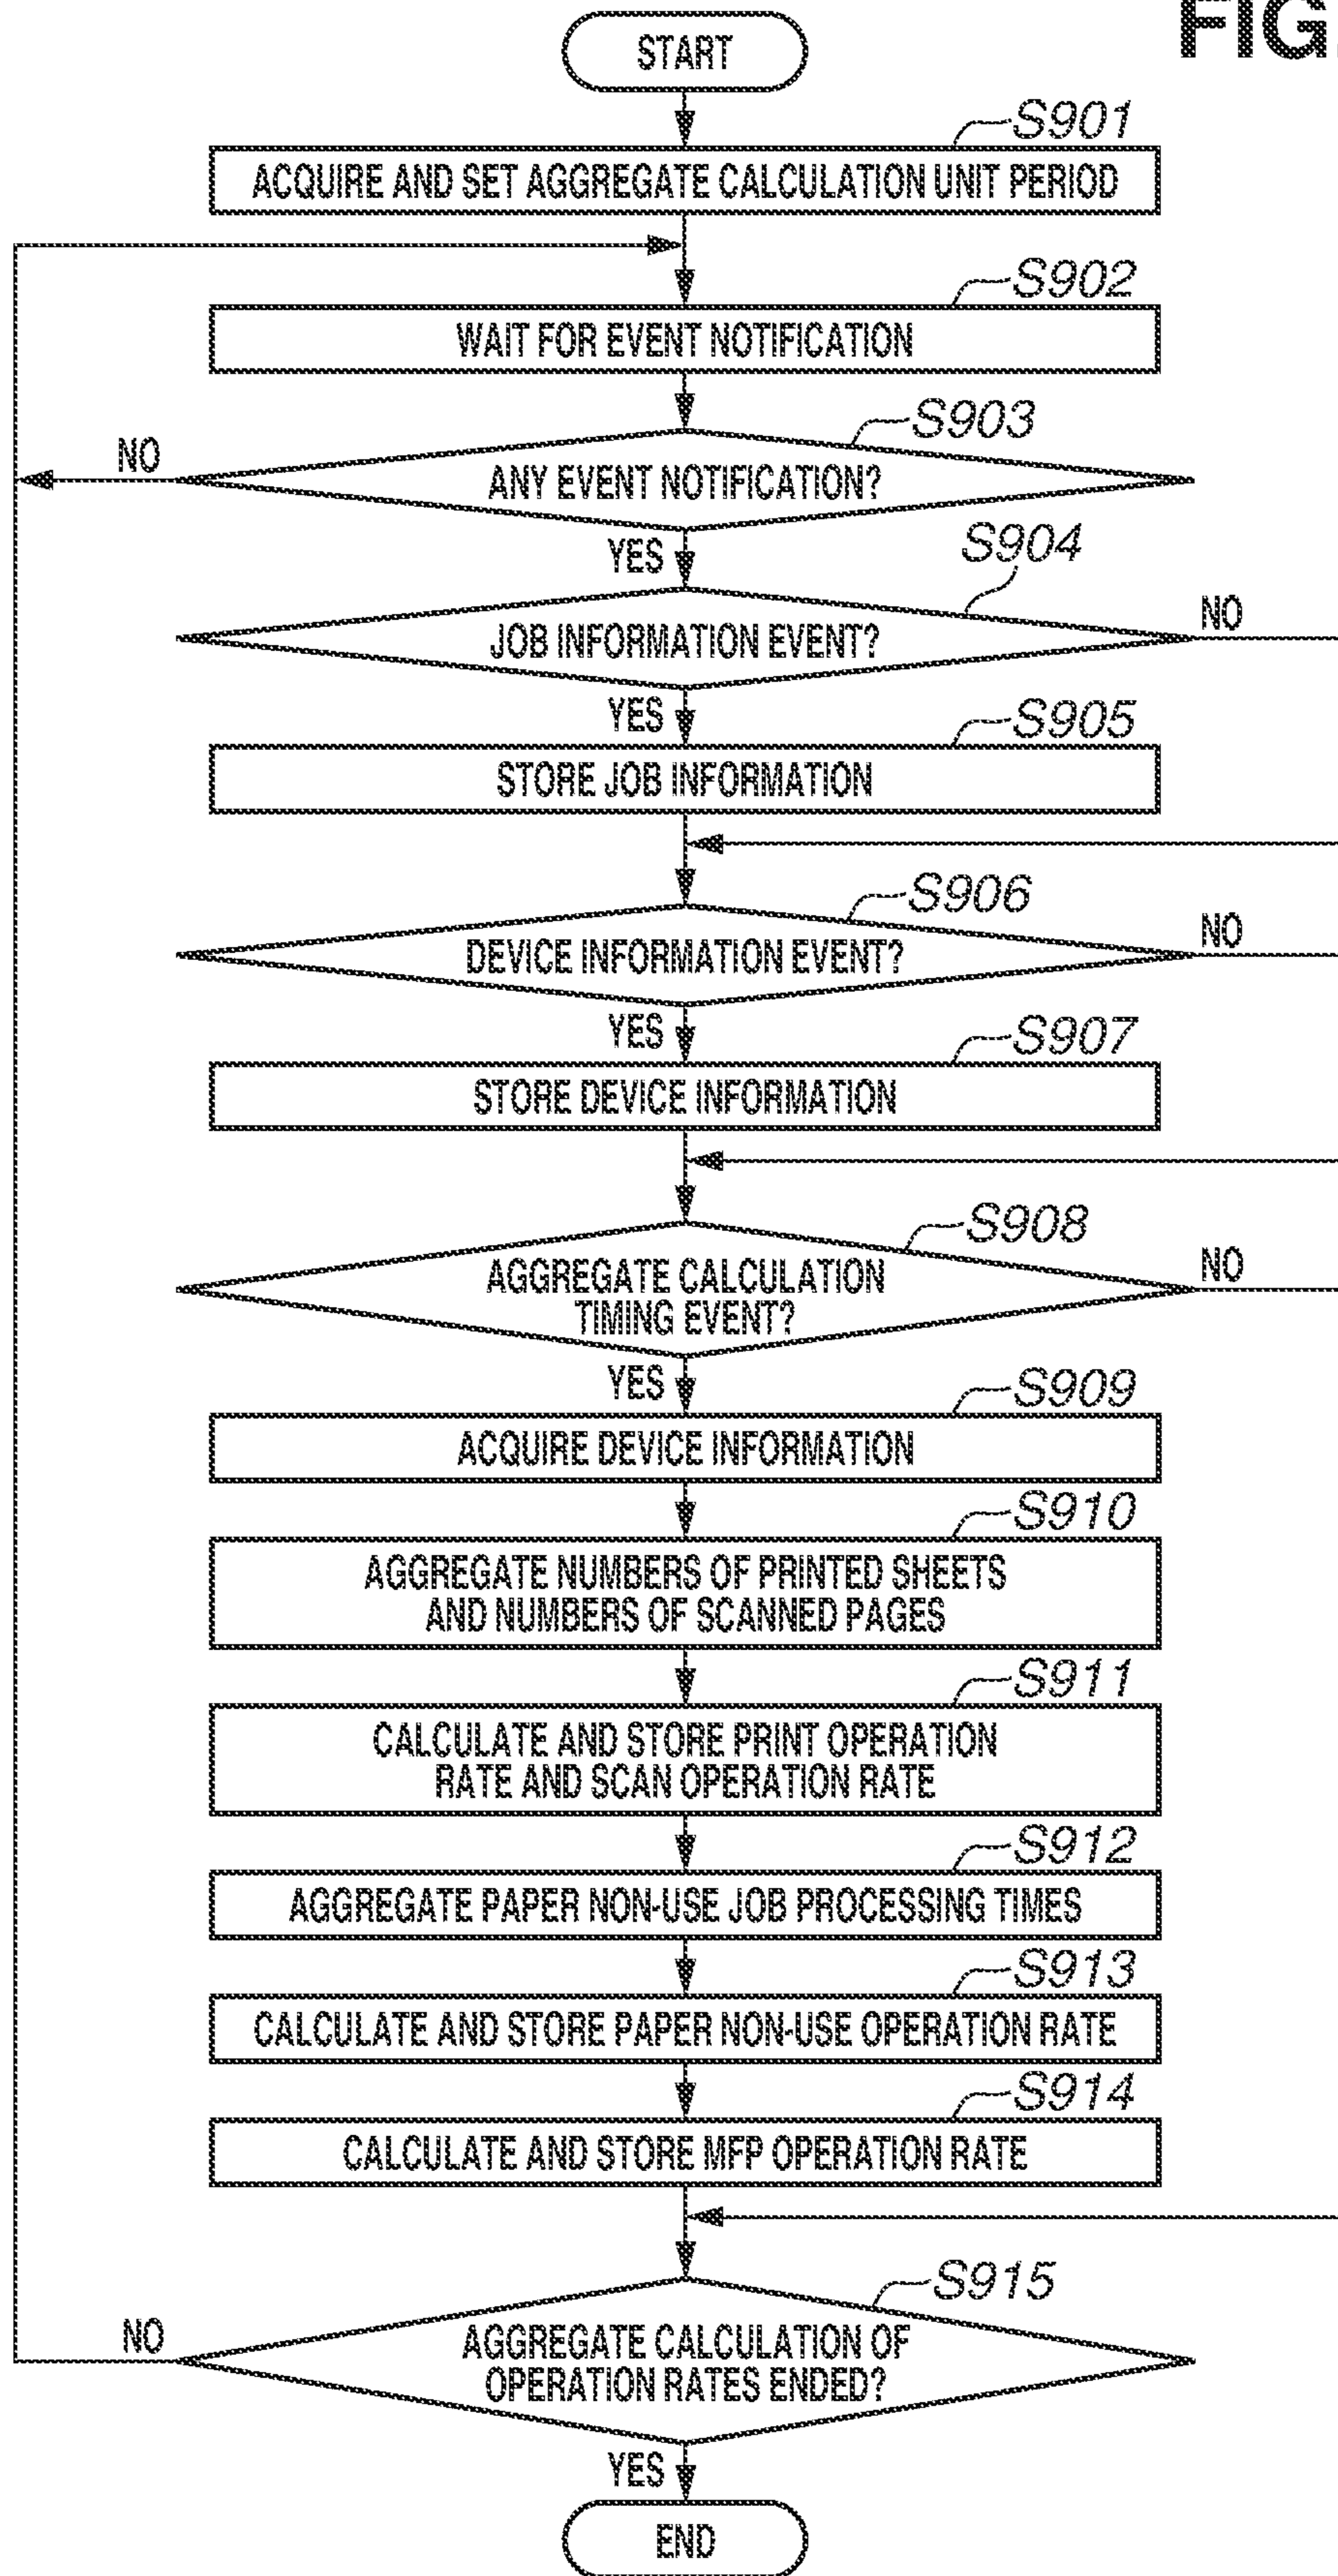 FIG.
START
S901
ACQUIRE AND SET AGGREGATE CALCULATION UNIT PERIOD
S902
WAIT FOR EVENT NOTIFICATION
S903
NO
ANY EVENT NOTIFICATION?
YES
S904
NO
JOB INFORMATION EVENT?
YES
S905
STORE JOB INFORMATION
S906
NO
DEVICE INFORMATION EVENT?
YES
S907
STORE DEVICE INFORMATION
S908
NO
AGGREGATE CALCULATION
TIMING EVENT?
YES
S909
ACQUIRE DEVICE INFORMATION
S910
AGGREGATE NUMBERS OF PRINTED SHEETS
AND NUMBERS OF SCANNED PAGES
S911
CALCULATE AND STORE PRINT OPERATION
RATE AND SCAN OPERATION RATE
S912
AGGREGATE PAPER NON-USE JOB PROCESSING TIMES
S913
CALCULATE AND STORE PAPER NON-USE OPERATION RATE
S914
CALCULATE AND STORE MFP OPERATION RATE
S915
NO
AGGREGATE CALCULATION OF
OPERATION RATES ENDED?
YES
END